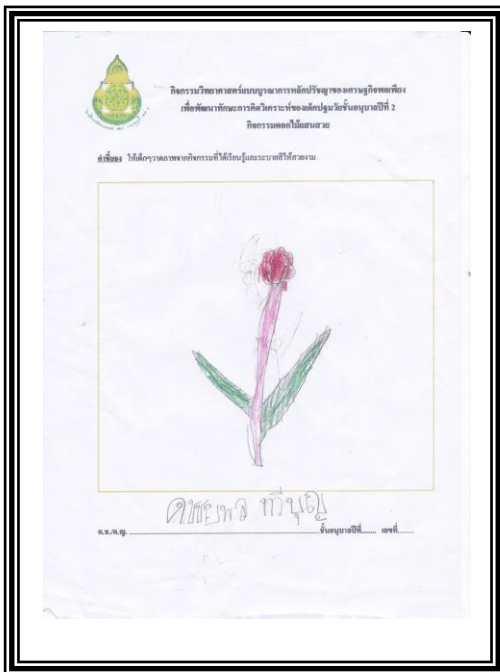 กิจกรรมวิทยาศาสตร์แบบบูรณาการหลักปรัชญาของเศรษฐกิจพอเพียง
เพื่อพัฒนาทักษะการคิดวิเคราะห์ของเด็กปฐมวัยชั้นอนุบาลปีที่ 2
กิจกรรมดอกไม้แสนสวย
คำชี้แจง ให้เด็กๆวาดภาพจากกิจกรรมที่ได้เรียนรู้และระบายสีให้สวยงาม
ทวีบุญ
ด.ช./ด.ญ. ........................................ ชั้นอนุบาลปีที่....... เลขที่.......